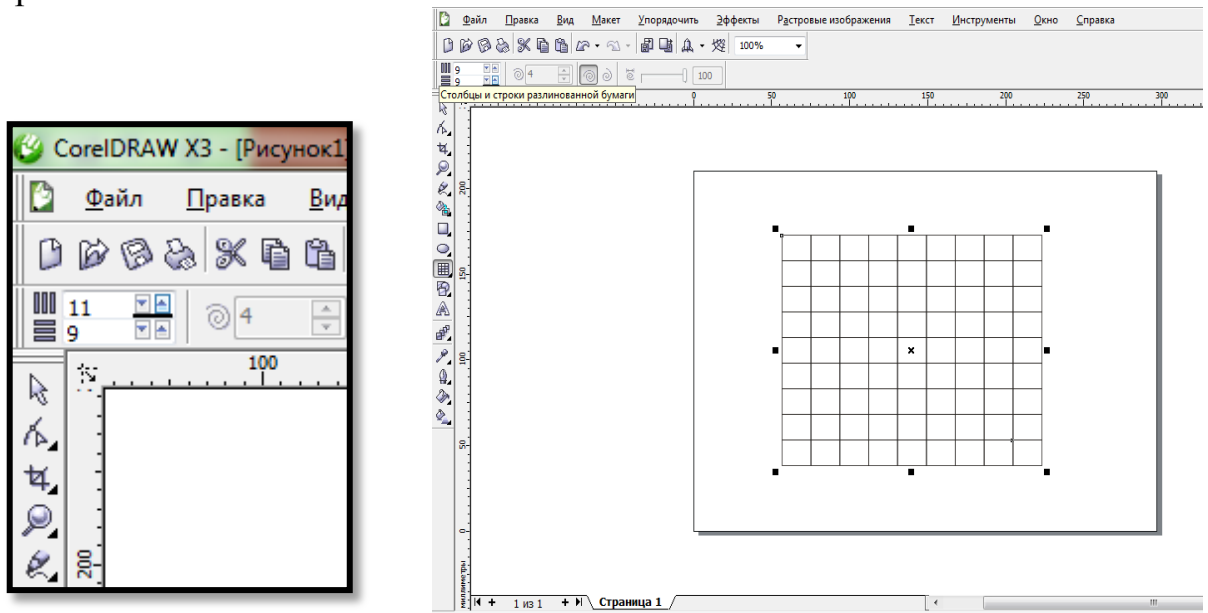 CorelDRAW X3 - [Рисунок1]
Файл Правка Вид
11
9
4
100
200
Файл Правка Вид Макет Упорядочить Эффекты Растровые изображения Текст Инструменты Окно Справка
100%
9
9
4
100
Столбцы и строки разлинованной бумаги
0 50 100 150 200 250 300
200
150
100
50
0
миллиметры
1 из 1
Страница 1